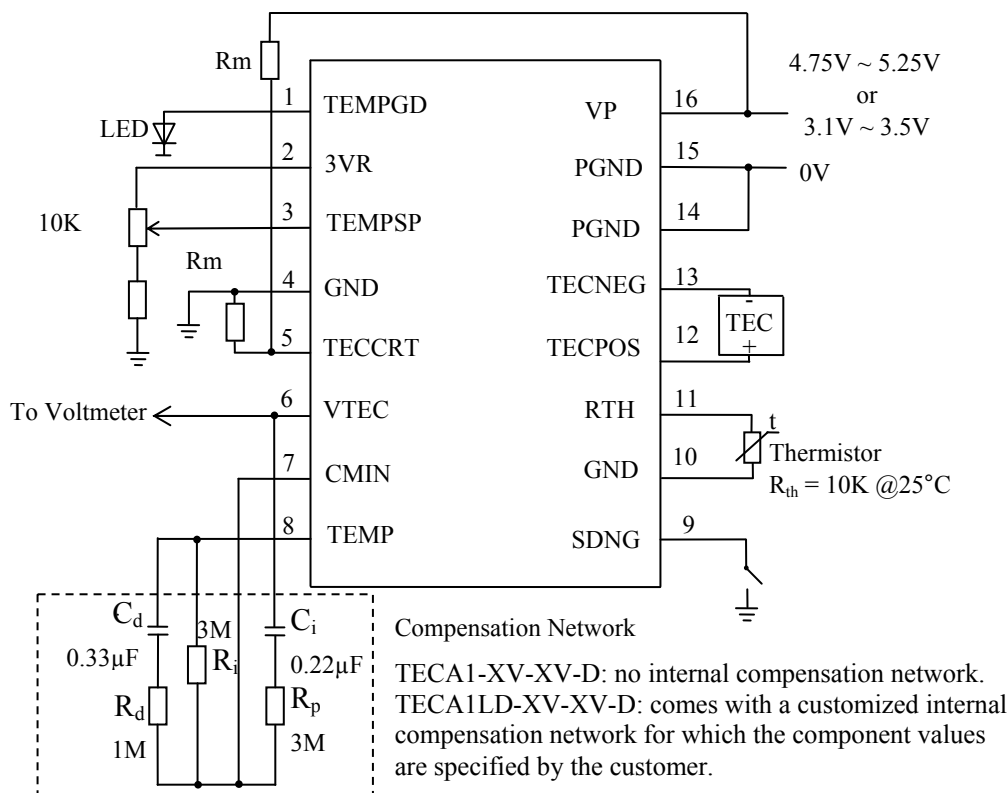 Rm
4.75V ~ 5.25V
or
3.1V ~ 3.5V
1
TEMPGD
VP
16
LED
2
3VR
PGND
15
0V
10K
3
TEMPSP
PGND
14
Rm
4
GND
TECNEG
13
-
TEC
+
5
TECCRT
TECPOS
12
To Voltmeter
6
VTEC
RTH
11
t
Thermistor
Rth = 10K @25°C
7
CMIN
GND
10
8
TEMP
SDNG
9
Cd
0.33µF
3M
Ri
Ci
0.22µF
Rd
1M
Rp
3M
Compensation Network
TECA1-XV-XV-D: no internal compensation network.
TECA1LD-XV-XV-D: comes with a customized internal
compensation network for which the component values
are specified by the customer.